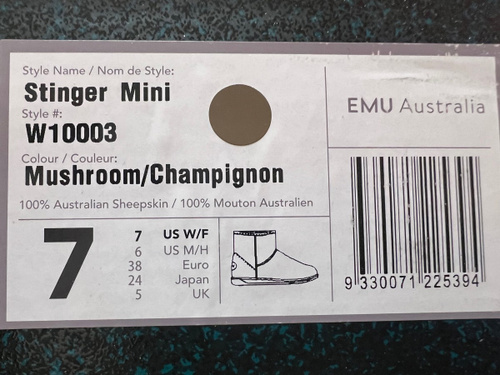 Style Name / Nom de Style:
Stinger Mini
Style #:
W10003
Colour / Couleur:
Mushroom/Champignon
100% Australian Sheepskin / 100% Mouton Australien
7
7 US W/F
6 US M/H
38 Euro
24 Japan
5 UK
EMU Australia
9 330071 225394